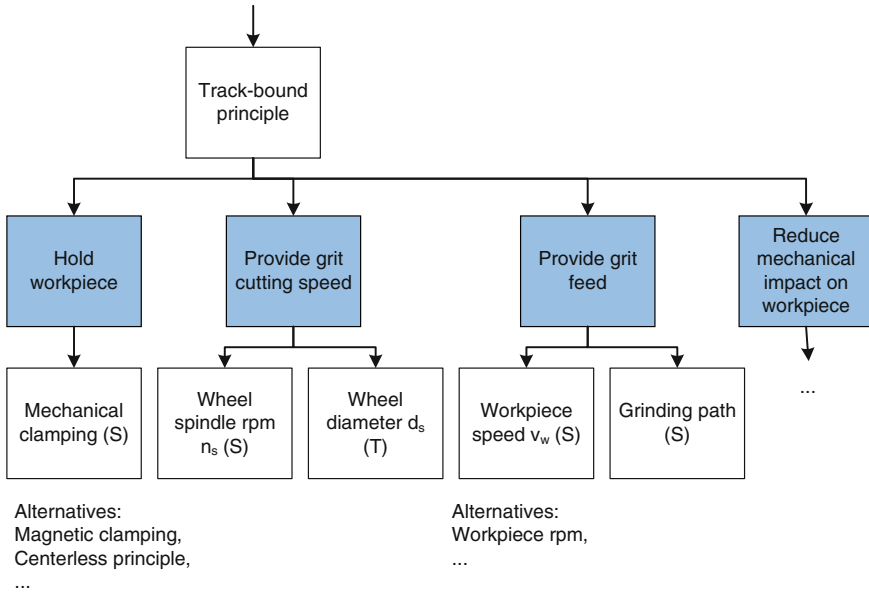 Track-bound
principle
Hold
workpiece
Provide grit
cutting speed
Provide grit
feed
Reduce
mechanical
impact on
workpiece
Mechanical
clamping (S)
Wheel
spindle rpm
nₛ (S)
Wheel
diameter dₛ
(T)
Workpiece
speed v_w (S)
Grinding path
(S)
...
Alternatives:
Magnetic clamping,
Centerless principle,
...
Alternatives:
Workpiece rpm,
...